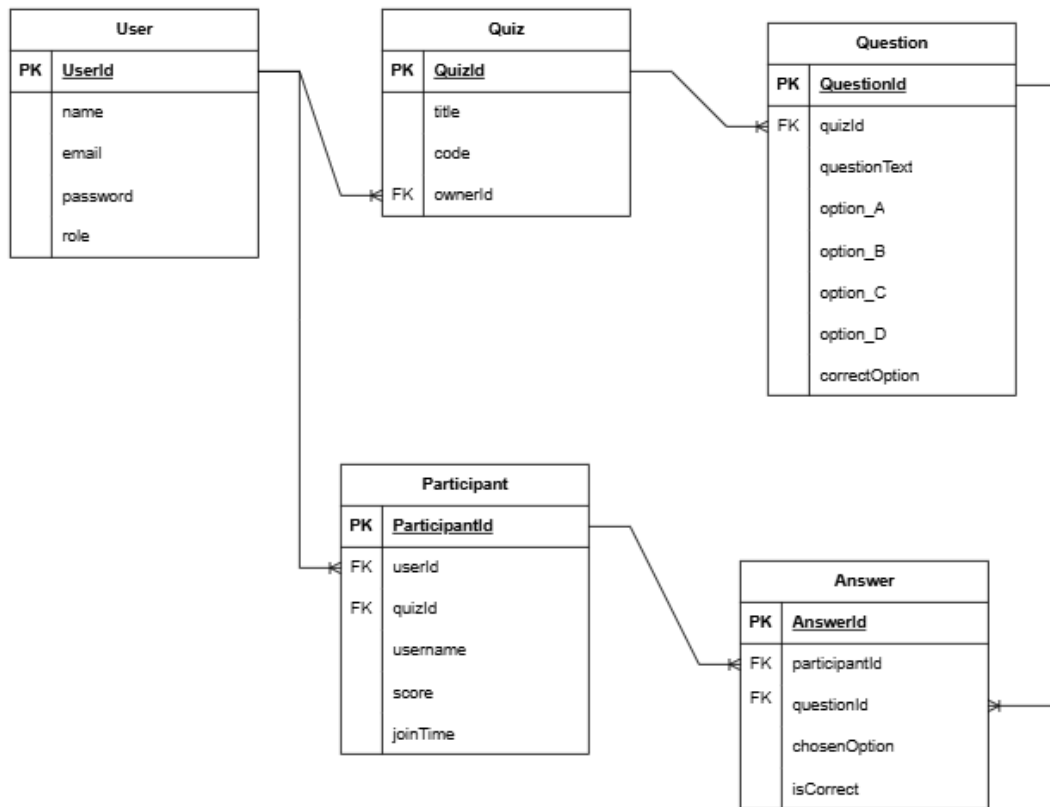 User
PK UserId
name
email
password
role
Quiz
PK QuizId
title
code
FK ownerId
Question
PK QuestionId
FK quizId
questionText
option_A
option_B
option_C
option_D
correctOption
Participant
PK ParticipantId
FK userId
FK quizId
username
score
joinTime
Answer
PK AnswerId
FK participantId
FK questionId
chosenOption
isCorrect